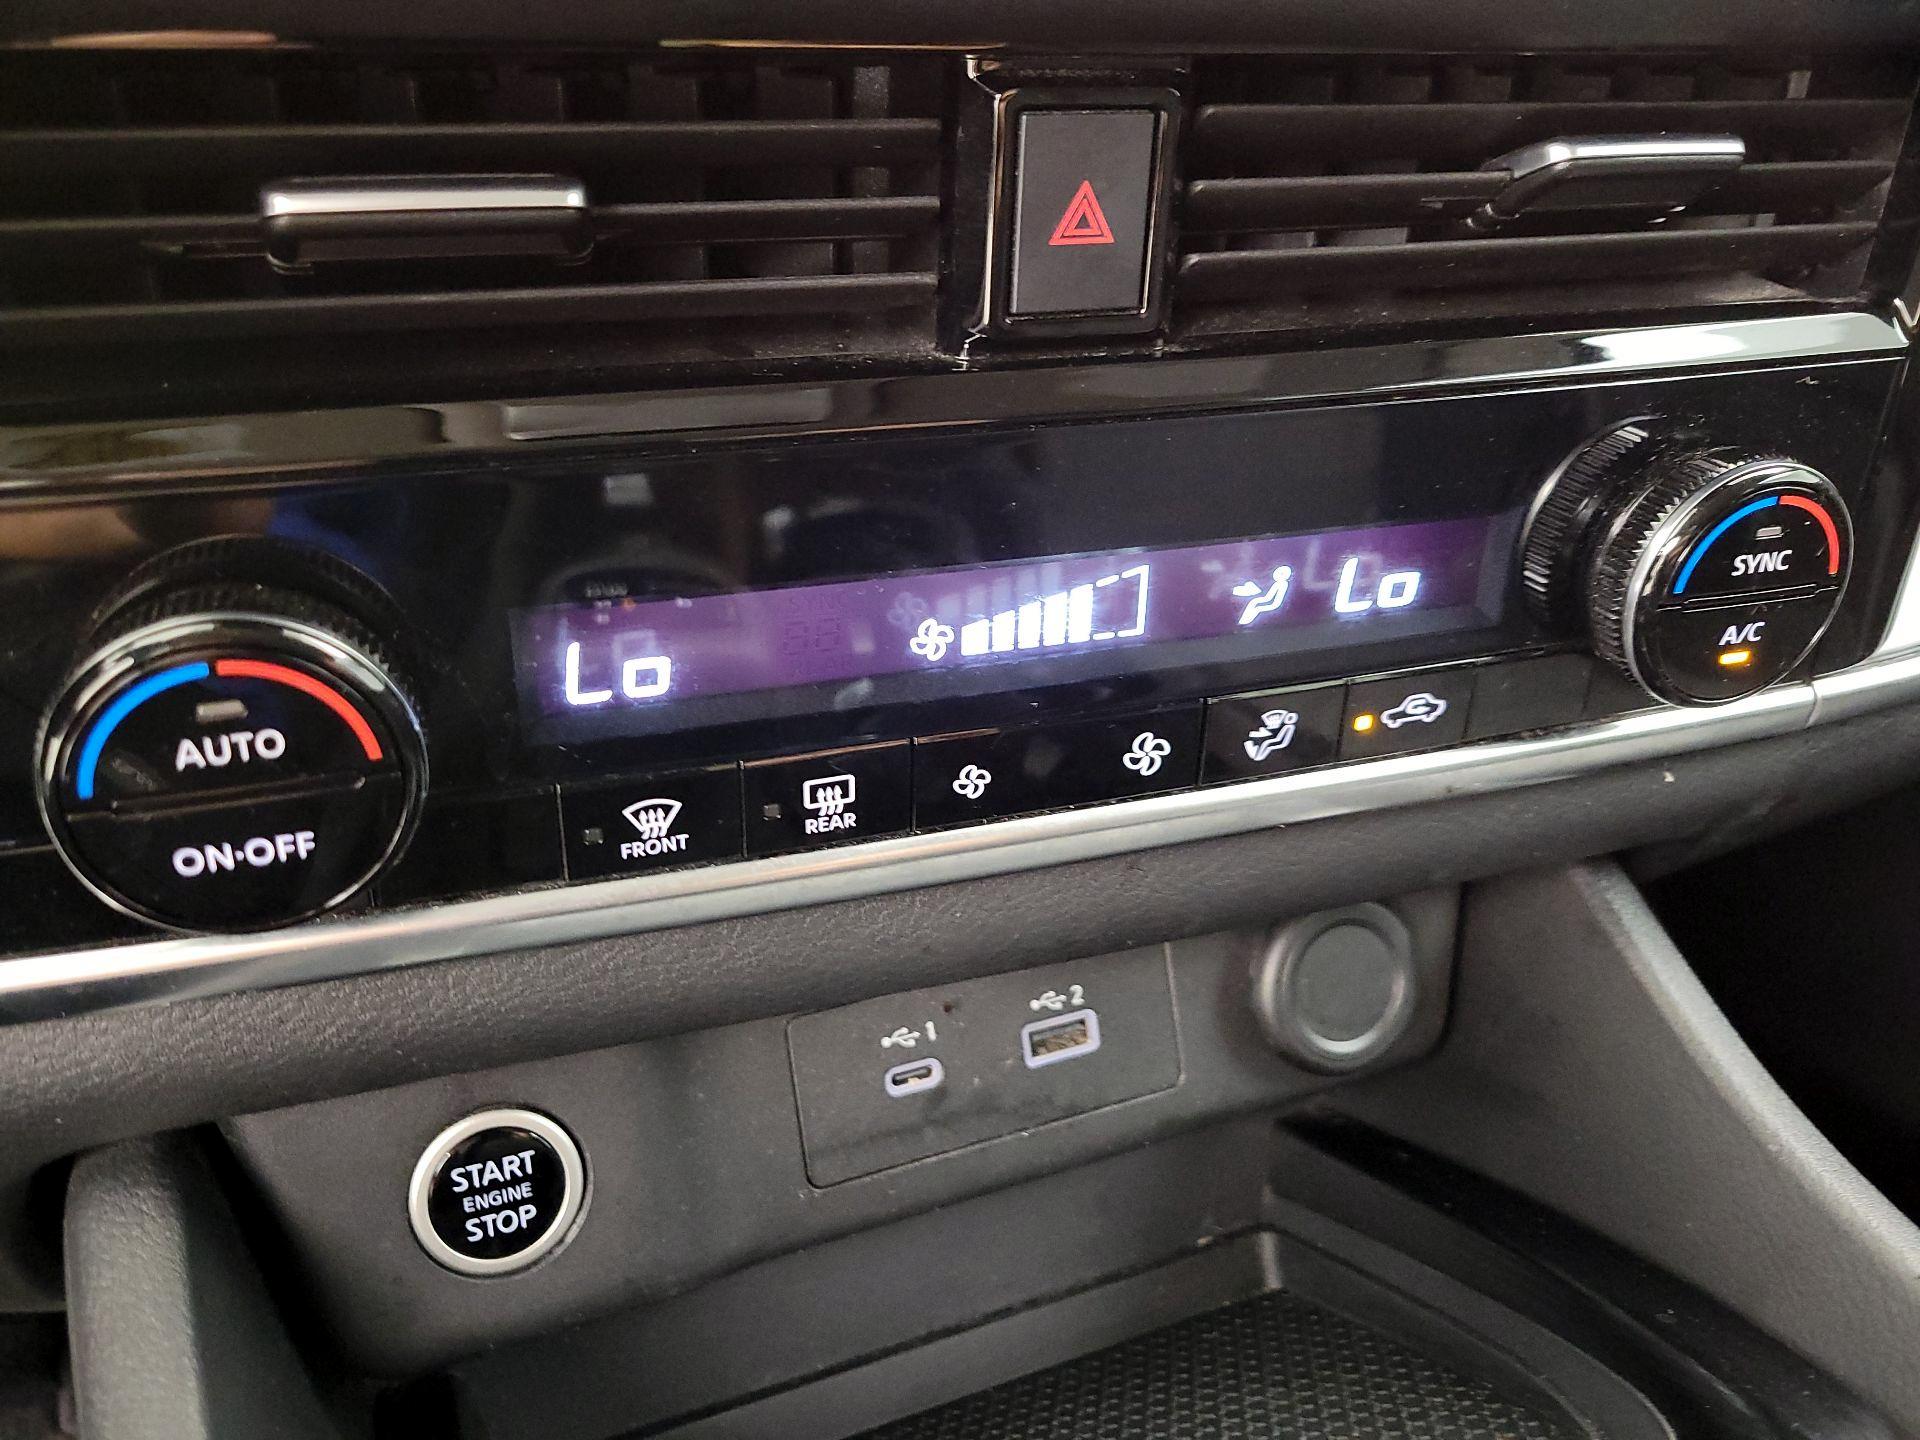 Lo
Lo
SYNC
A/C
AUTO
ON•OFF
FRONT
REAR
1
2
START
ENGINE
STOP